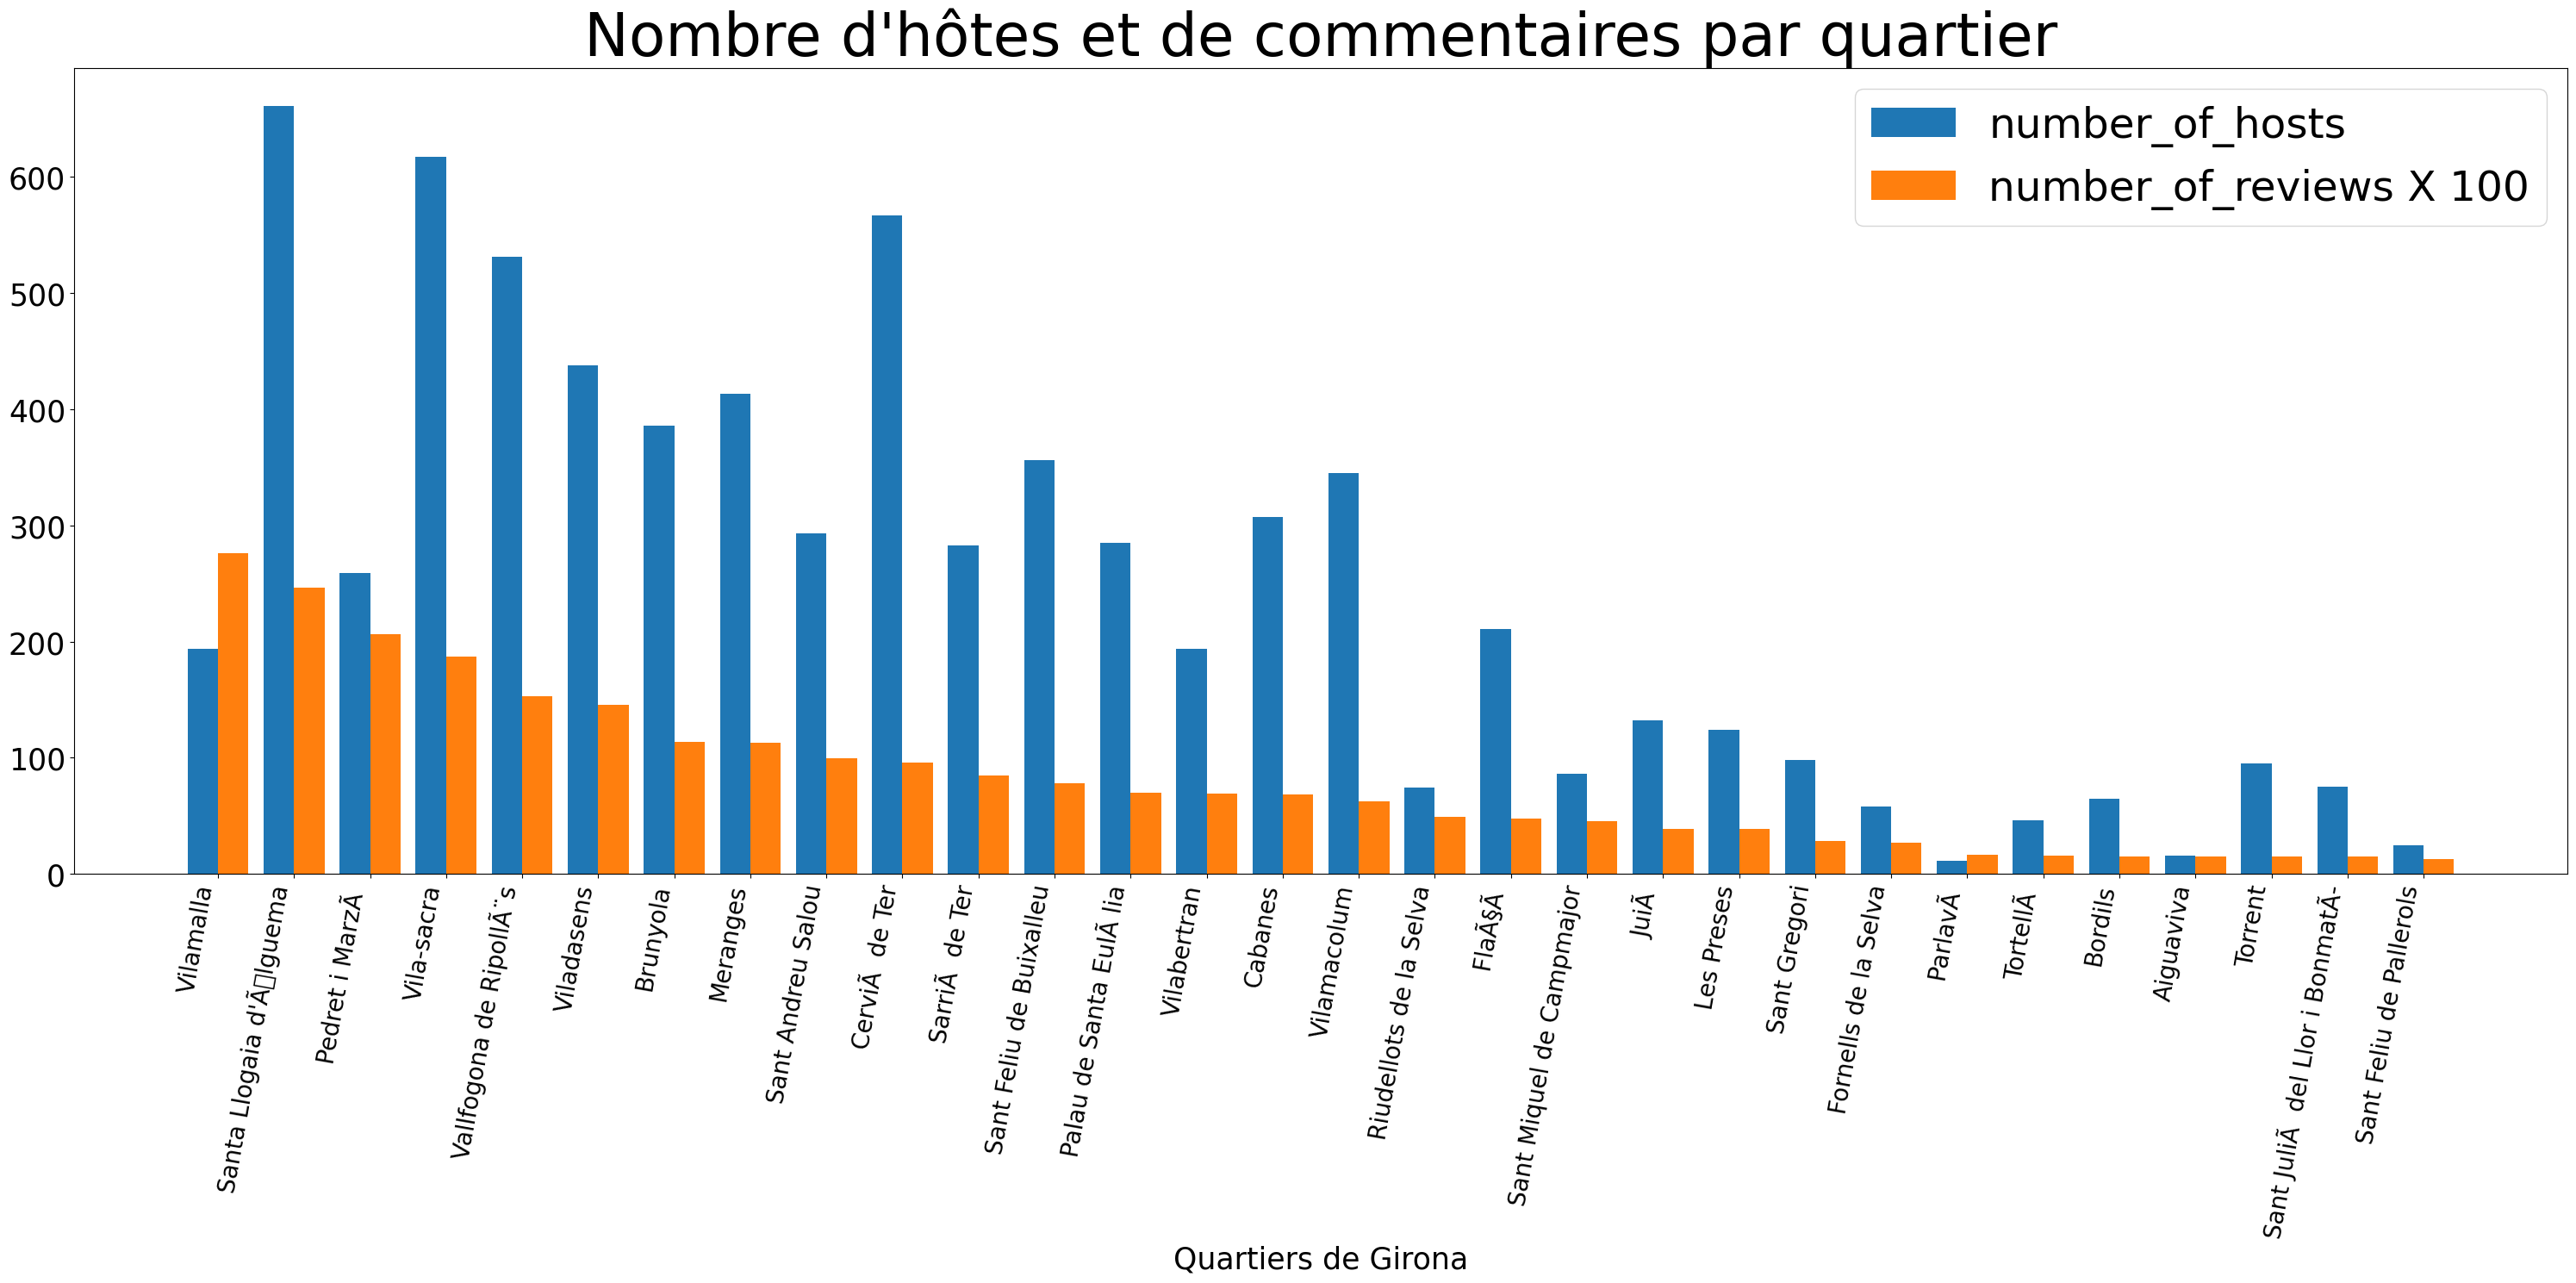 Nombre d'hôtes et de commentaires par quartier
number_of_hosts
number_of_reviews X 100
600
500
400
300
200
100
0
Vilamalla
Santa Llogaia d'Ã□lguema
Pedret i MarzÃ
Vila-sacra
Vallfogona de RipollÃ¨s
Viladasens
Brunyola
Meranges
Sant Andreu Salou
CerviÃ  de Ter
SarriÃ  de Ter
Sant Feliu de Buixalleu
Palau de Santa EulÃ lia
Vilabertran
Cabanes
Vilamacolum
Riudellots de la Selva
FlaÃ§Ã
Sant Miquel de Campmajor
JuiÃ
Les Preses
Sant Gregori
Fornells de la Selva
ParlavÃ
TortellÃ
Bordils
Aiguaviva
Torrent
Sant JuliÃ  del Llor i BonmatÃ-
Sant Feliu de Pallerols
Quartiers de Girona